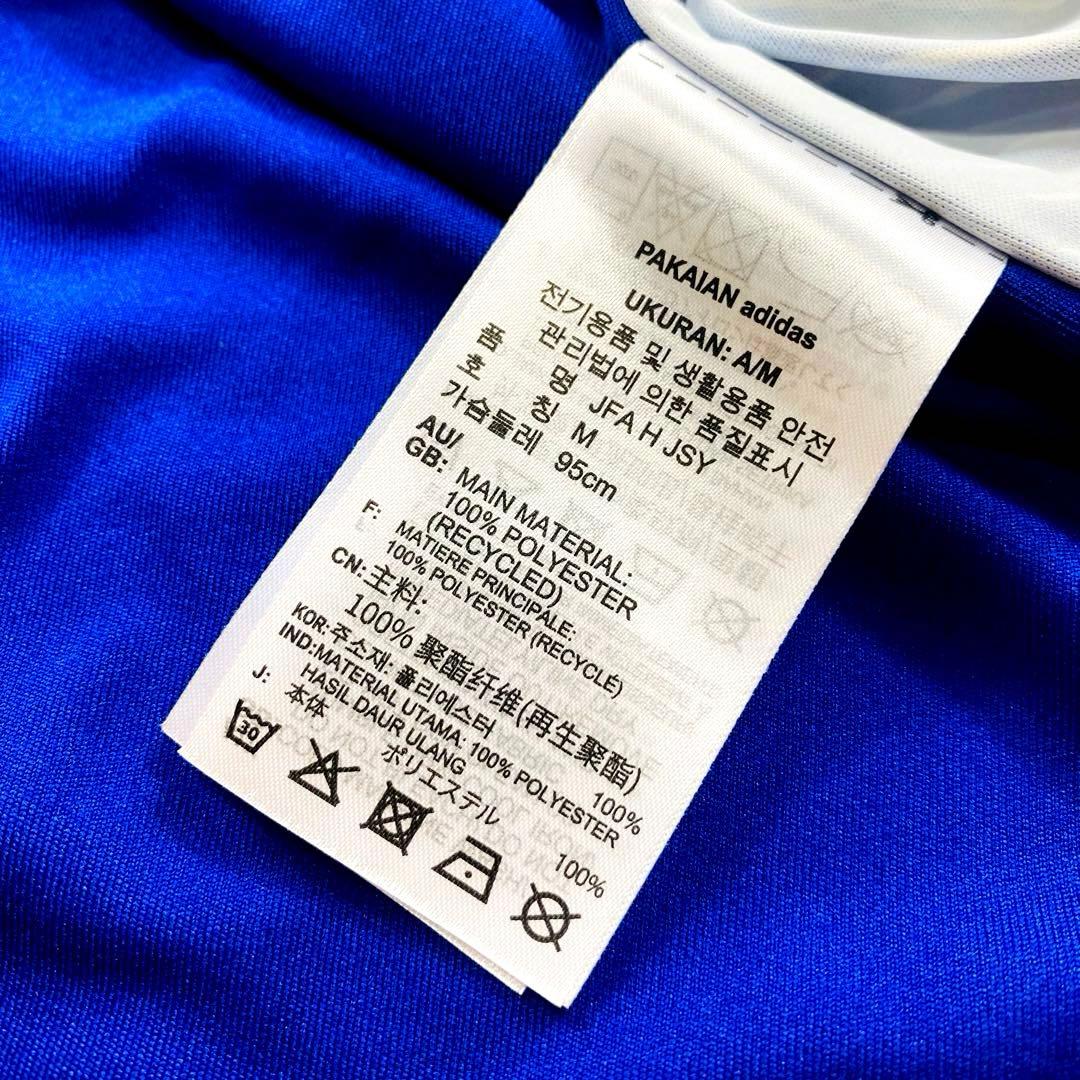 PAKAIAN adidas
UKURAN: A/M
전기용품 및 생활용품 안전
관리법에 의한 품질표시
품 명 JFA H JSY
호 칭 M
가슴둘레 95cm
AU/
GB: MAIN MATERIAL:
100% POLYESTER
(RECYCLED)
F: MATIERE PRINCIPALE:
100% POLYESTER (RECYCLÉ)
CN: 主料:
100% 聚酯纤维(再生聚酯)
KOR: 주소재: 폴리에스터 100%
IND:MATERIAL UTAMA: 100% POLYESTER
HASIL DAUR ULANG
J: 本体
ポリエステル 100%
30